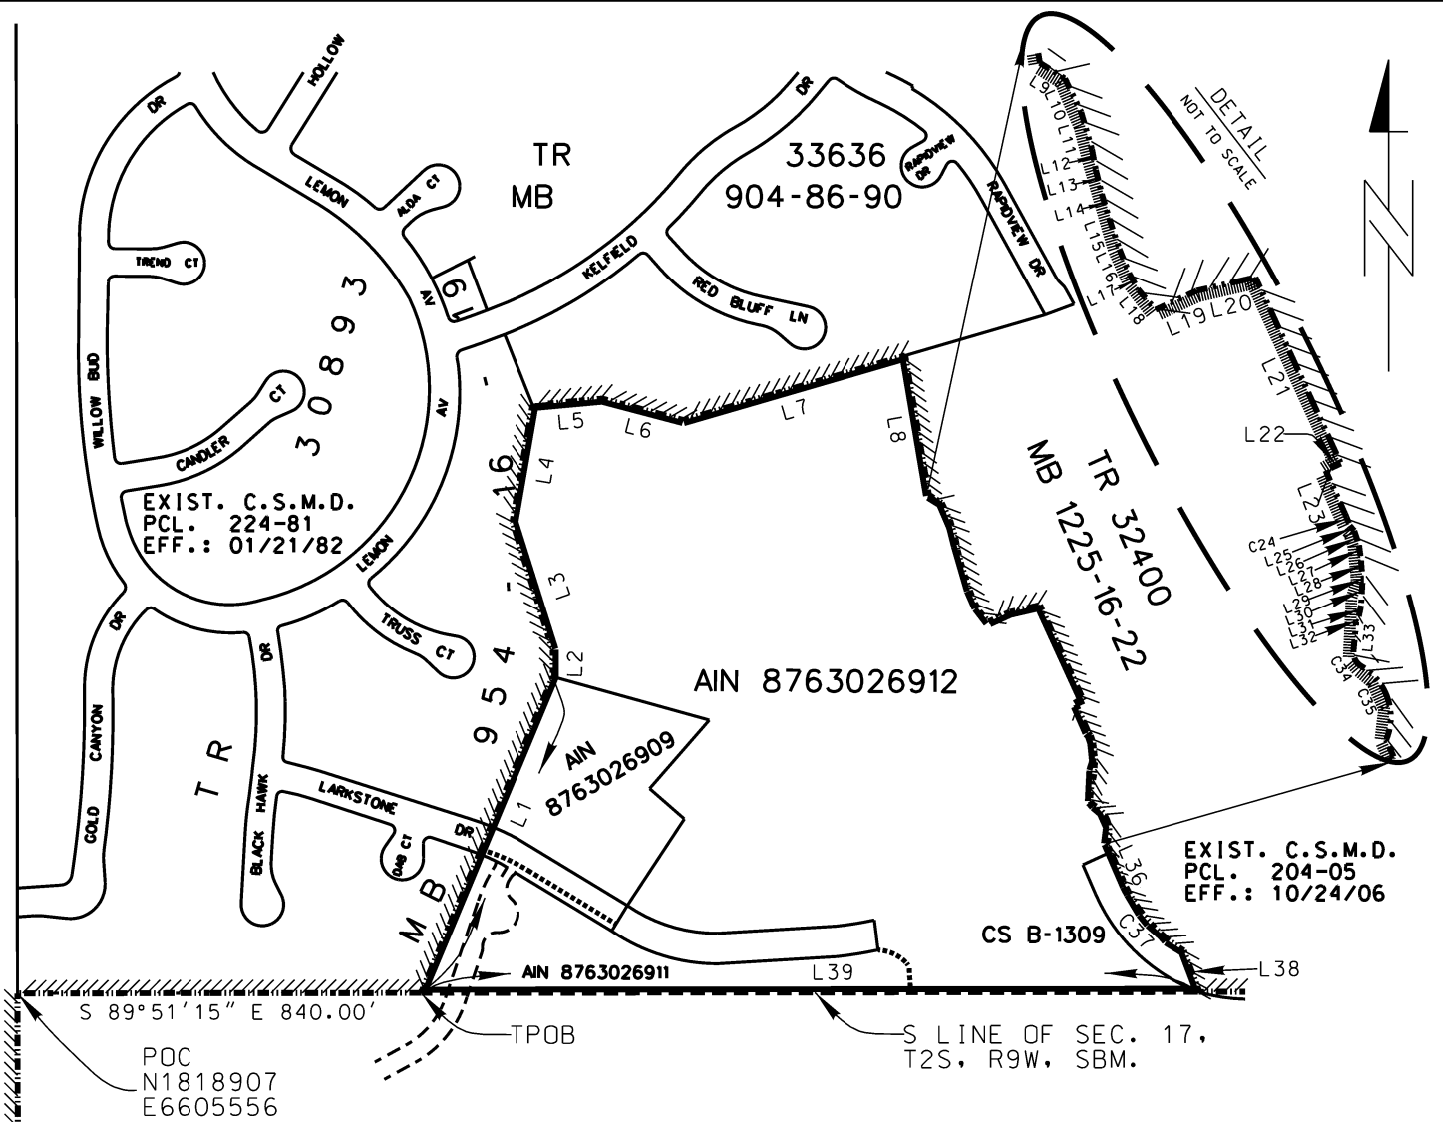 HOLLOW
DR
LEMON
ALDA CT
TR
MB
33636
904-86-90
DR
RAPIDVIEW
DR
RAPIDVIEW DR
KELFIELD
RED BLUFF LN
TREND CT
AV
19
30893
WILLOW BUD
CT
CANDLER
AV
EXIST. C.S.M.D.
PCL. 224-81
EFF.: 01/21/82
LEMON
TRUSS CT
DR
DR
GOLD CANYON
BLACK HAWK
LARKSTONE
DR
DAB CT
TR
MB 954 - 16 -
L1
L2
L3
L4
L5
L6
L7
L8
DETAIL
NOT TO SCALE
L9
L10
L11
L12
L13
L14
L15
L16
L17
L18
L19
L20
L21
L22
L23
C24
L25
L26
L27
L28
L29
L30
L31
L32
L33
C34
C35
TR 32400
MB 1225-16-22
AIN 8763026912
AIN
8763026909
EXIST. C.S.M.D.
PCL. 204-05
EFF.: 10/24/06
L36
C37
CS B-1309
L38
AIN 8763026911
L39
S 89°51'15" E 840.00'
TPOB
S LINE OF SEC. 17,
T2S, R9W, SBM.
POC
N1818907
E6605556
N